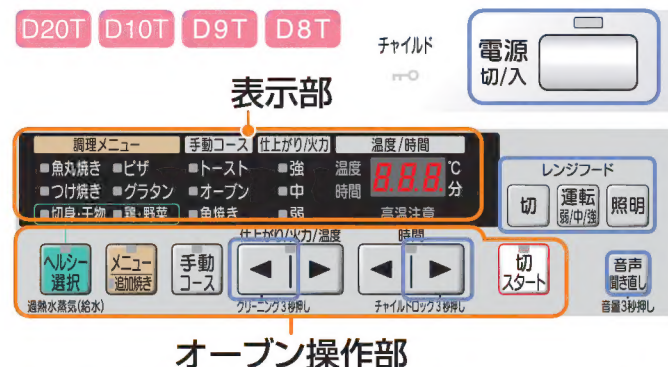 D20T D10T D9T D8T
チャイルド
電源
切/入
表示部
調理メニュー 手動コース 仕上がり/火力 温度/時間
魚丸焼き ピザ トースト 強 温度 8.8.8. ℃
つけ焼き グラタン オーブン 中 時間 分
切身・干物 鶏・野菜 魚焼き 弱 高温注意
レンジフード
切 運転 弱/中/強 照明
仕上がり/火力/温度 時間
ヘルシー選択 メニュー追加焼き 手動コース ◀ ▶ ◀ ▶ 切スタート 音声聞き直し
過熱水蒸気(給水) クリーニング3秒押し チャイルドロック3秒押し 音量3秒押し
オーブン操作部